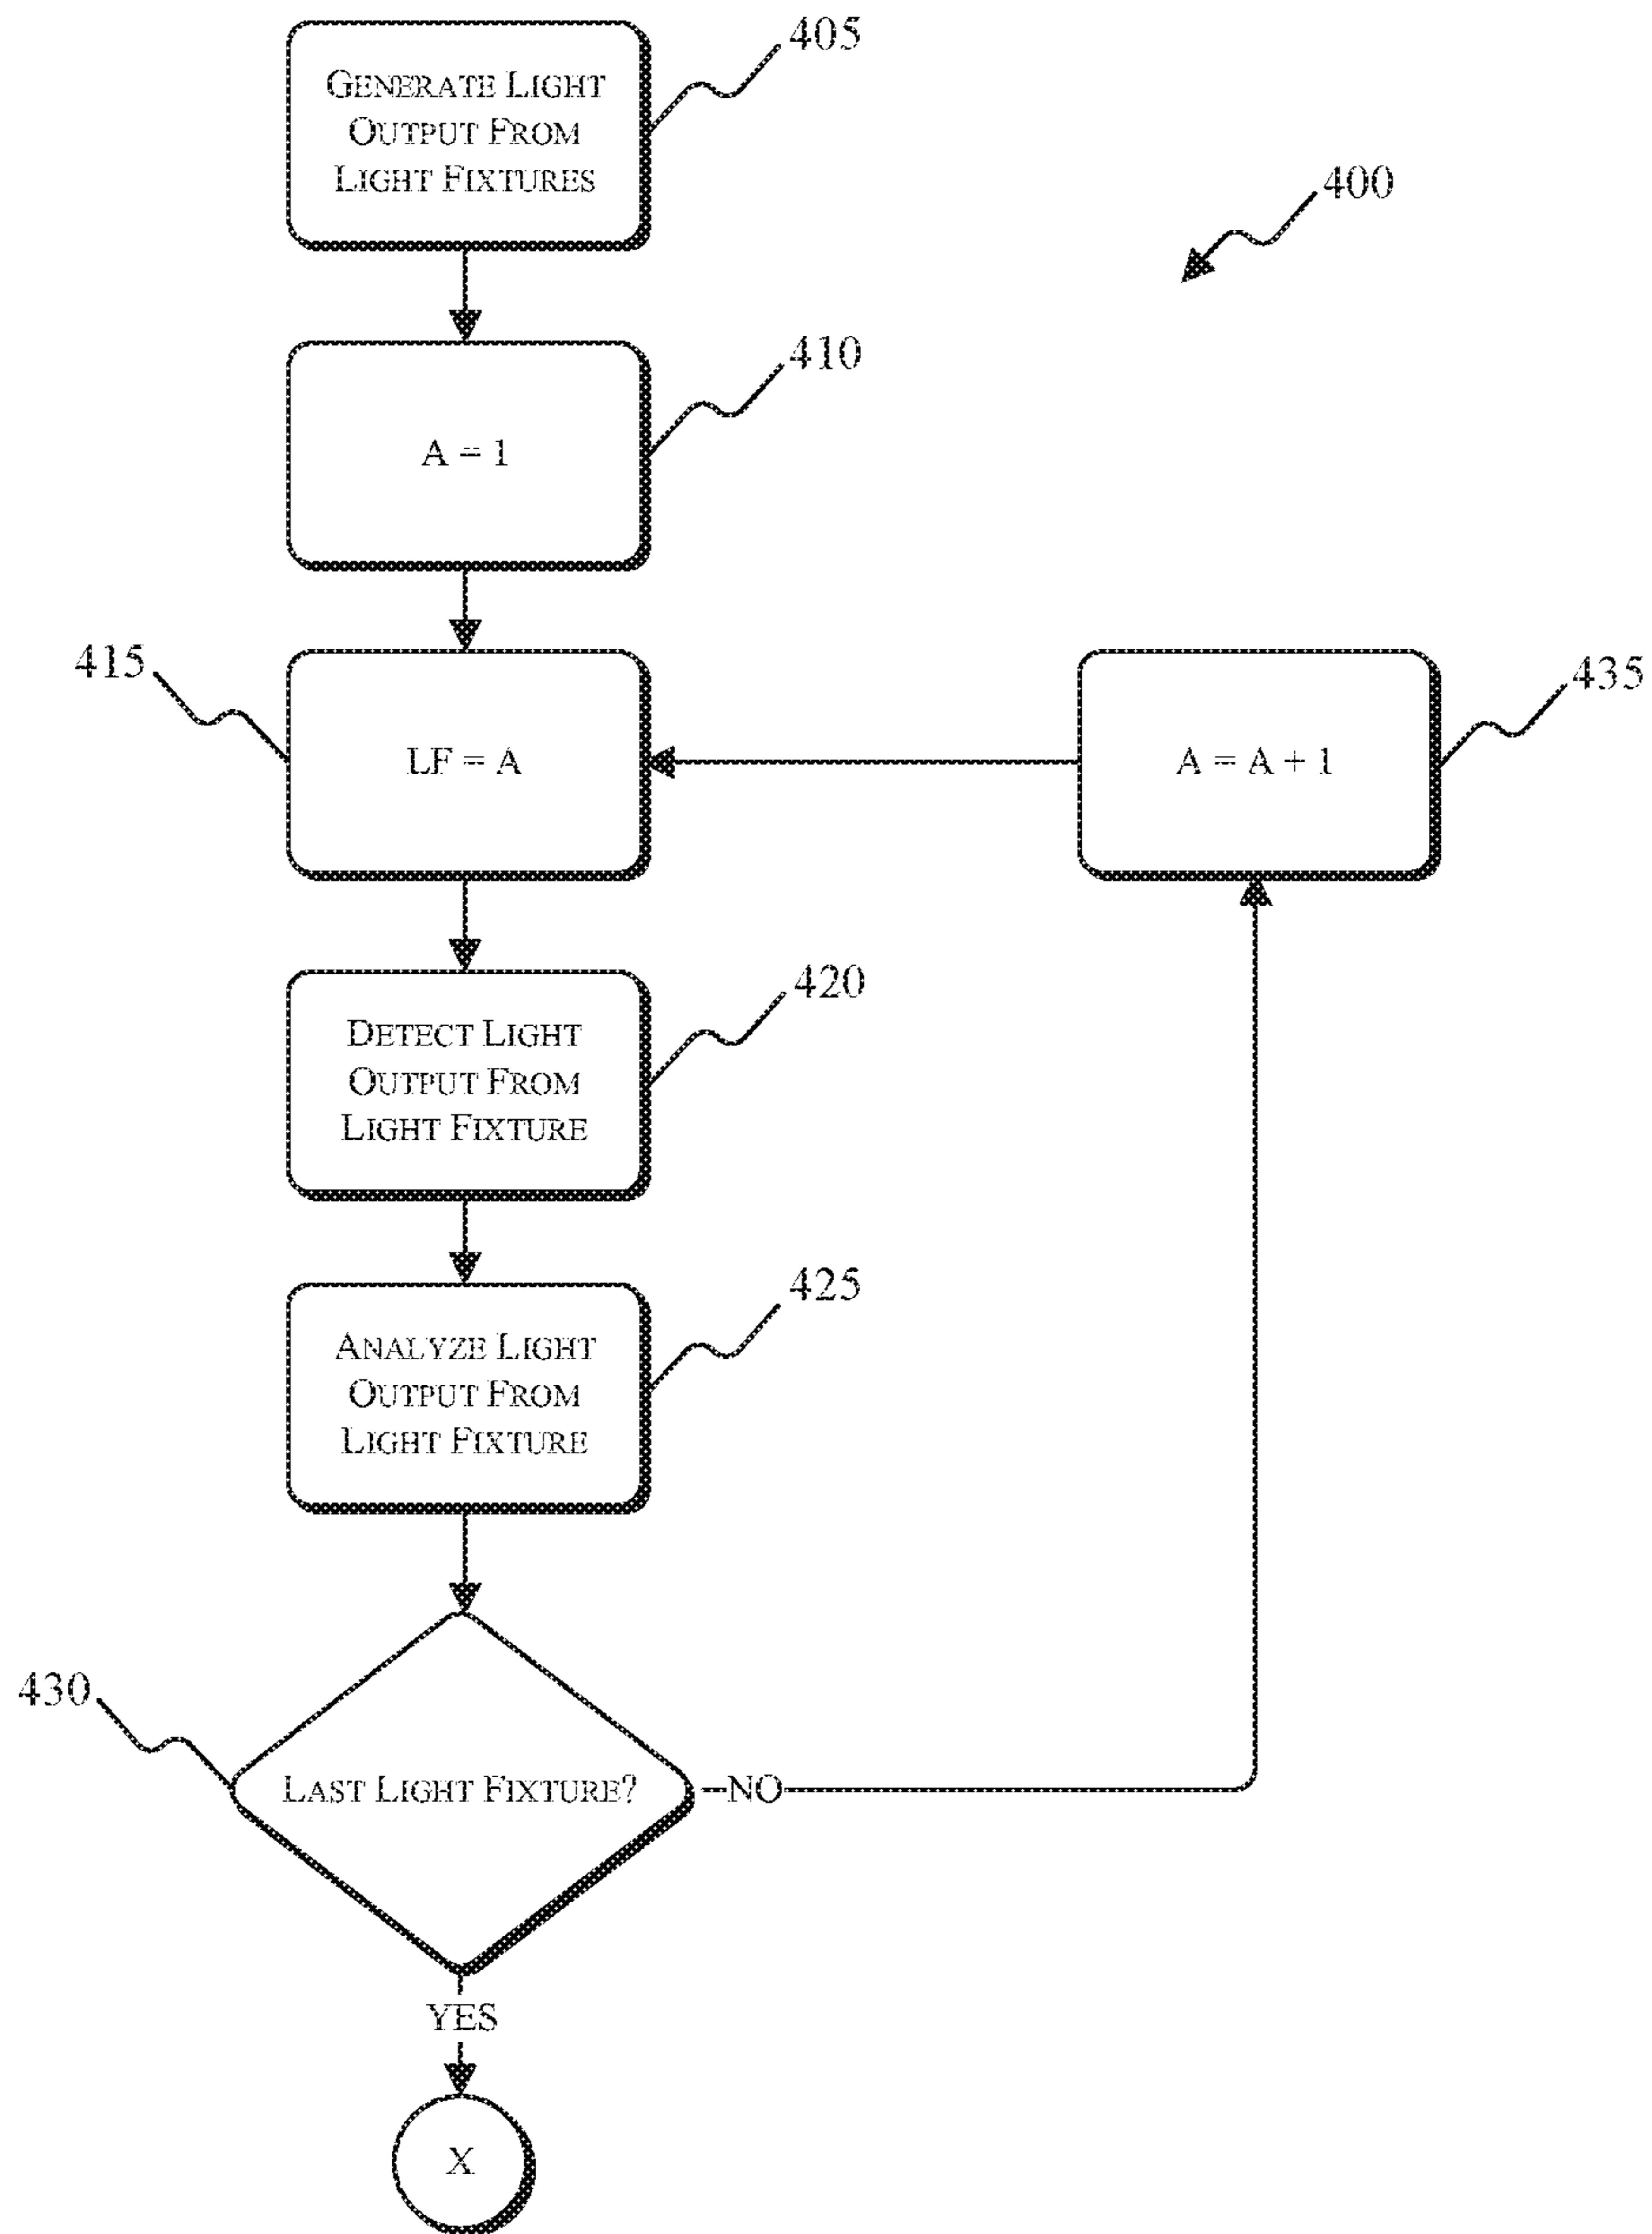 GENERATE LIGHT
OUTPUT FROM
LIGHT FIXTURES
405
400
A = 1
410
415
LF = A
A = A + 1
435
DETECT LIGHT
OUTPUT FROM
LIGHT FIXTURE
420
ANALYZE LIGHT
OUTPUT FROM
LIGHT FIXTURE
425
430
LAST LIGHT FIXTURE?
NO
YES
X